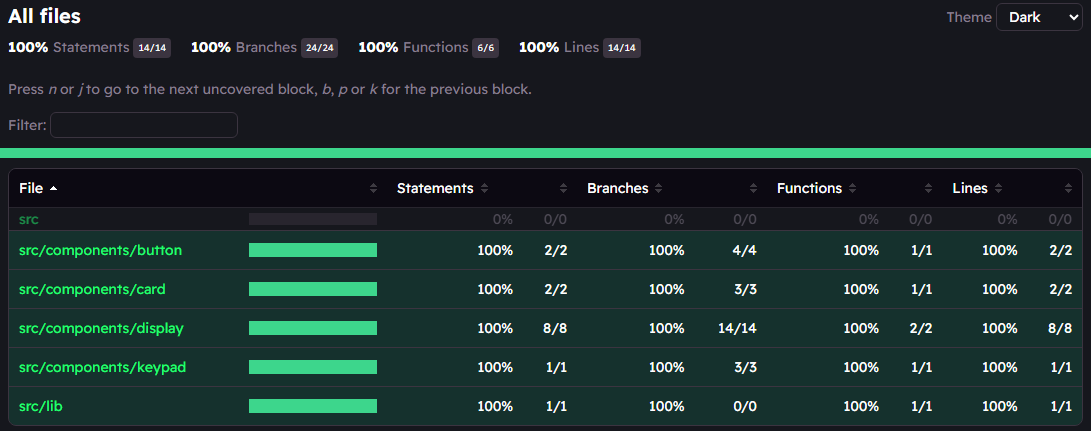 All files
Theme Dark
100% Statements 14/14 100% Branches 24/24 100% Functions 6/6 100% Lines 14/14
Press n or j to go to the next uncovered block, b, p or k for the previous block.
Filter:
File Statements Branches Functions Lines
src 0% 0/0 0% 0/0 0% 0/0 0% 0/0
src/components/button 100% 2/2 100% 4/4 100% 1/1 100% 2/2
src/components/card 100% 2/2 100% 3/3 100% 1/1 100% 2/2
src/components/display 100% 8/8 100% 14/14 100% 2/2 100% 8/8
src/components/keypad 100% 1/1 100% 3/3 100% 1/1 100% 1/1
src/lib 100% 1/1 100% 0/0 100% 1/1 100% 1/1